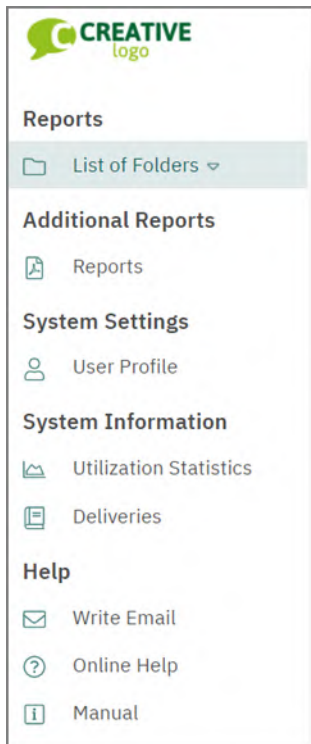 CREATIVE
logo
Reports
List of Folders
Additional Reports
Reports
System Settings
User Profile
System Information
Utilization Statistics
Deliveries
Help
Write Email
Online Help
Manual